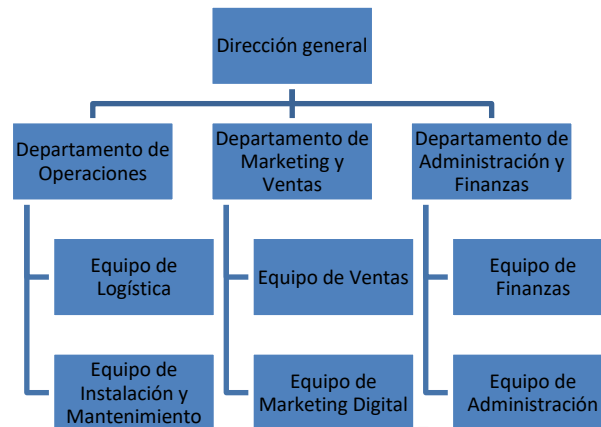 Dirección general
Departamento de
Operaciones
Departamento de
Marketing y
Ventas
Departamento de
Administración y
Finanzas
Equipo de
Logística
Equipo de Ventas
Equipo de
Finanzas
Equipo de
Instalación y
Mantenimiento
Equipo de
Marketing Digital
Equipo de
Administración